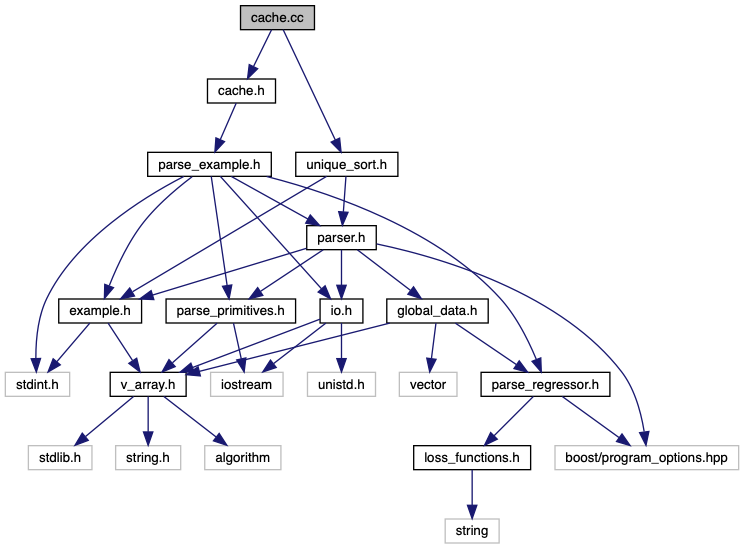 cache.cc
cache.h
parse_example.h
unique_sort.h
parser.h
example.h
parse_primitives.h
io.h
global_data.h
stdint.h
v_array.h
iostream
unistd.h
vector
parse_regressor.h
stdlib.h
string.h
algorithm
loss_functions.h
boost/program_options.hpp
string